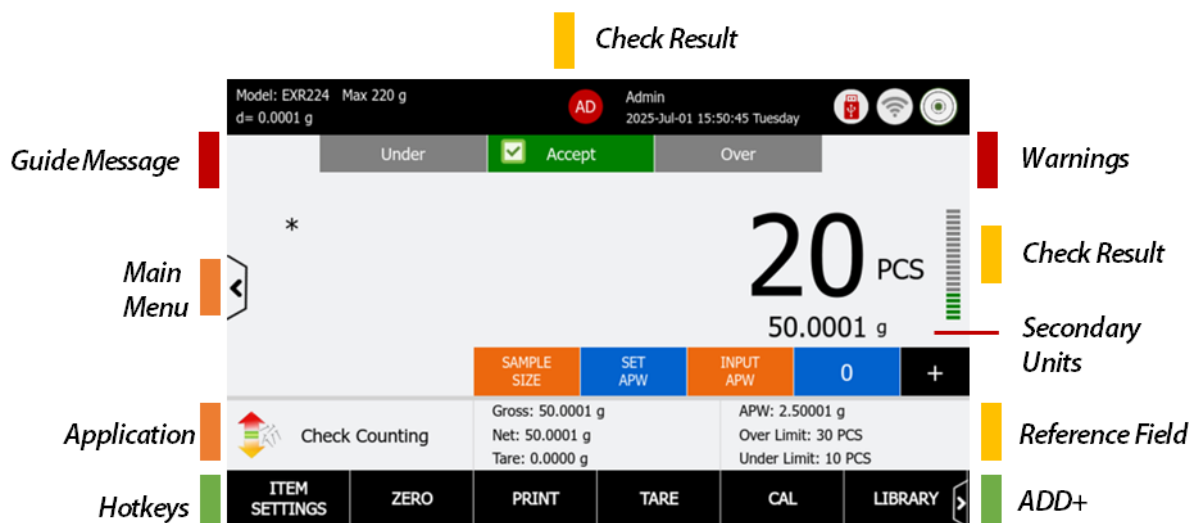 Check Result
Model: EXR224 Max 220 g
d= 0.0001 g
AD
Admin
2025-Jul-01 15:50:45 Tuesday
Guide Message
Under
Accept
Over
Warnings
*
20 PCS
Check Result
Main
Menu
50.0001 g
Secondary
Units
SAMPLE
SIZE
SET
APW
INPUT
APW
0
+
Application
Check Counting
Gross: 50.0001 g
Net: 50.0001 g
Tare: 0.0000 g
APW: 2.50001 g
Over Limit: 30 PCS
Under Limit: 10 PCS
Reference Field
Hotkeys
ITEM
SETTINGS
ZERO
PRINT
TARE
CAL
LIBRARY
ADD+